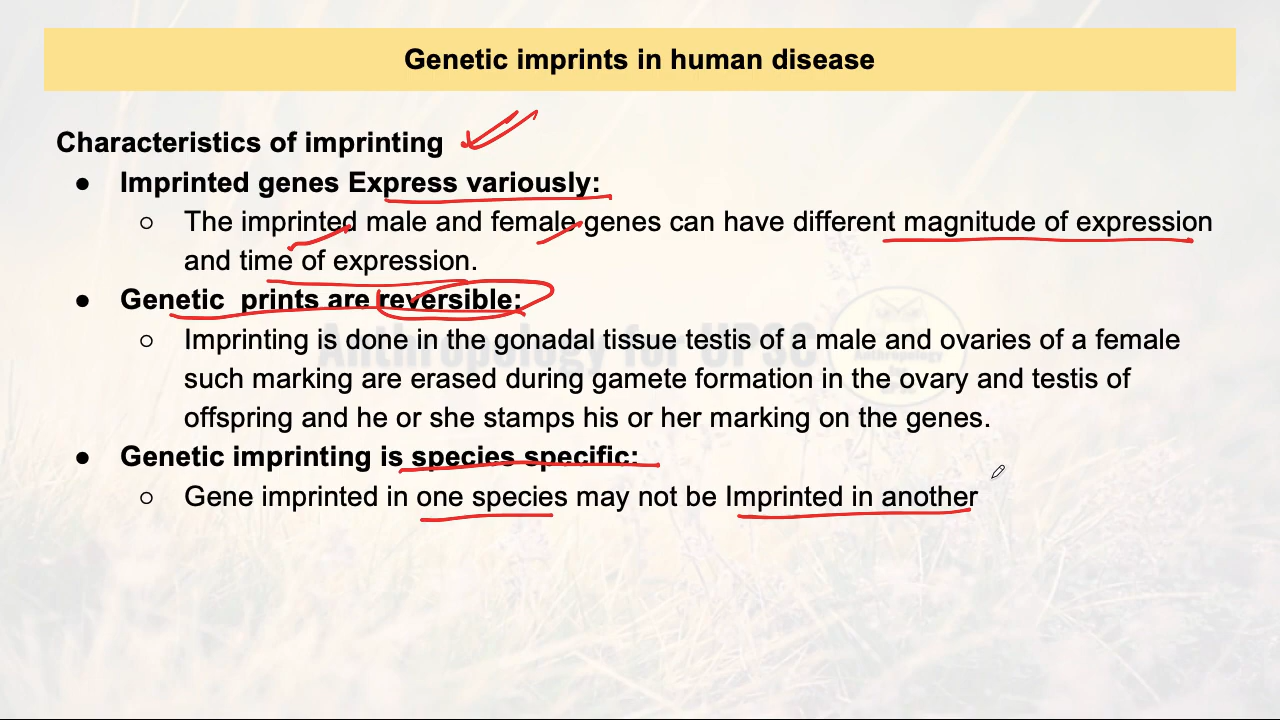 Genetic imprints in human disease
Characteristics of imprinting
● Imprinted genes Express variously:
○ The imprinted male and female genes can have different magnitude of expression
and time of expression.
● Genetic prints are reversible:
○ Imprinting is done in the gonadal tissue testis of a male and ovaries of a female
such marking are erased during gamete formation in the ovary and testis of
offspring and he or she stamps his or her marking on the genes.
● Genetic imprinting is species specific:
○ Gene imprinted in one species may not be Imprinted in another
Anthropology for UPSC
Anthropology